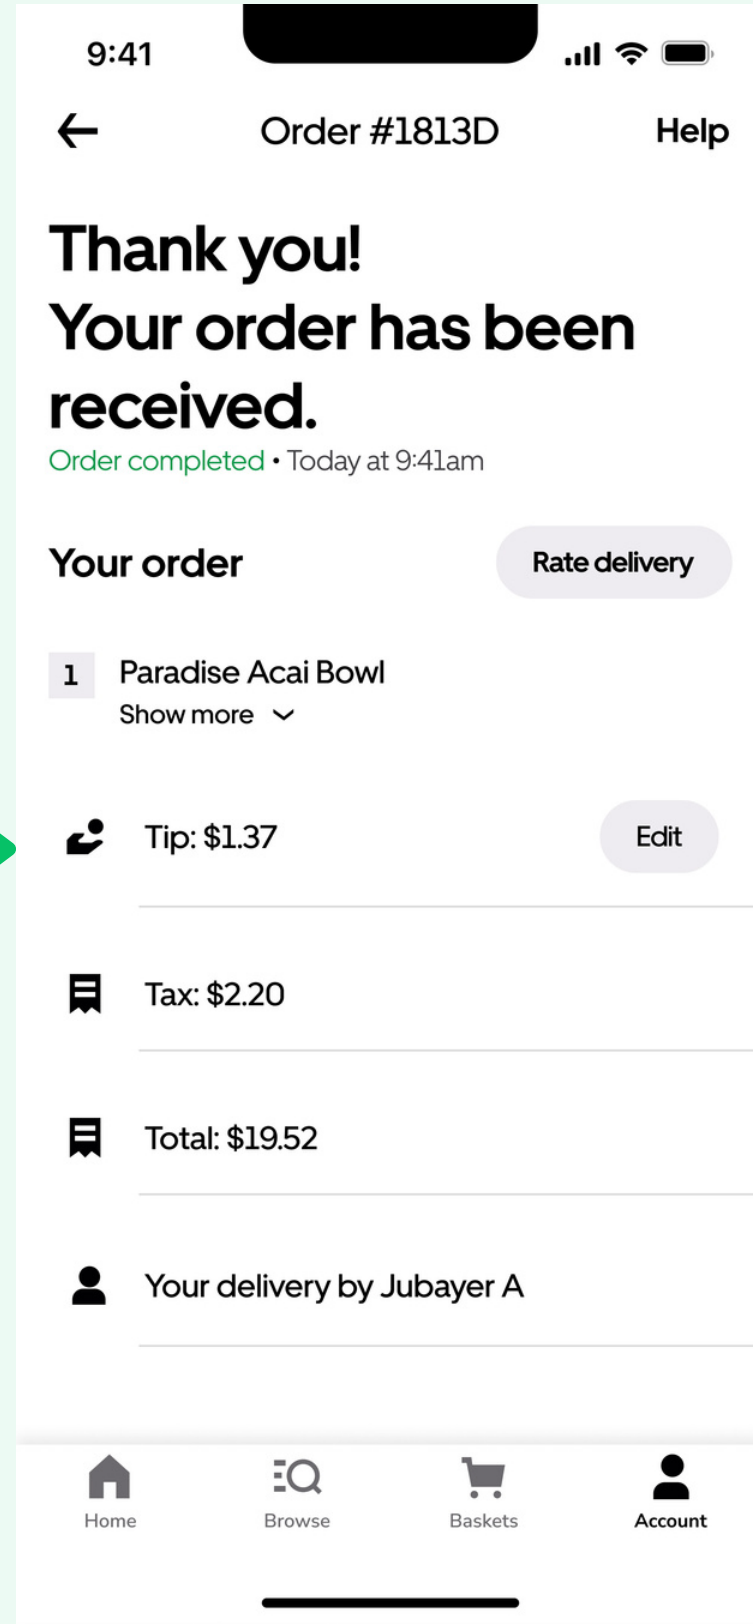 9:41
Order #1813D
Help
Thank you!
Your order has been
received.
Order completed • Today at 9:41am
Your order
Rate delivery
1 Paradise Acai Bowl
Show more
Tip: $1.37
Edit
Tax: $2.20
Total: $19.52
Your delivery by Jubayer A
Home
Browse
Baskets
Account